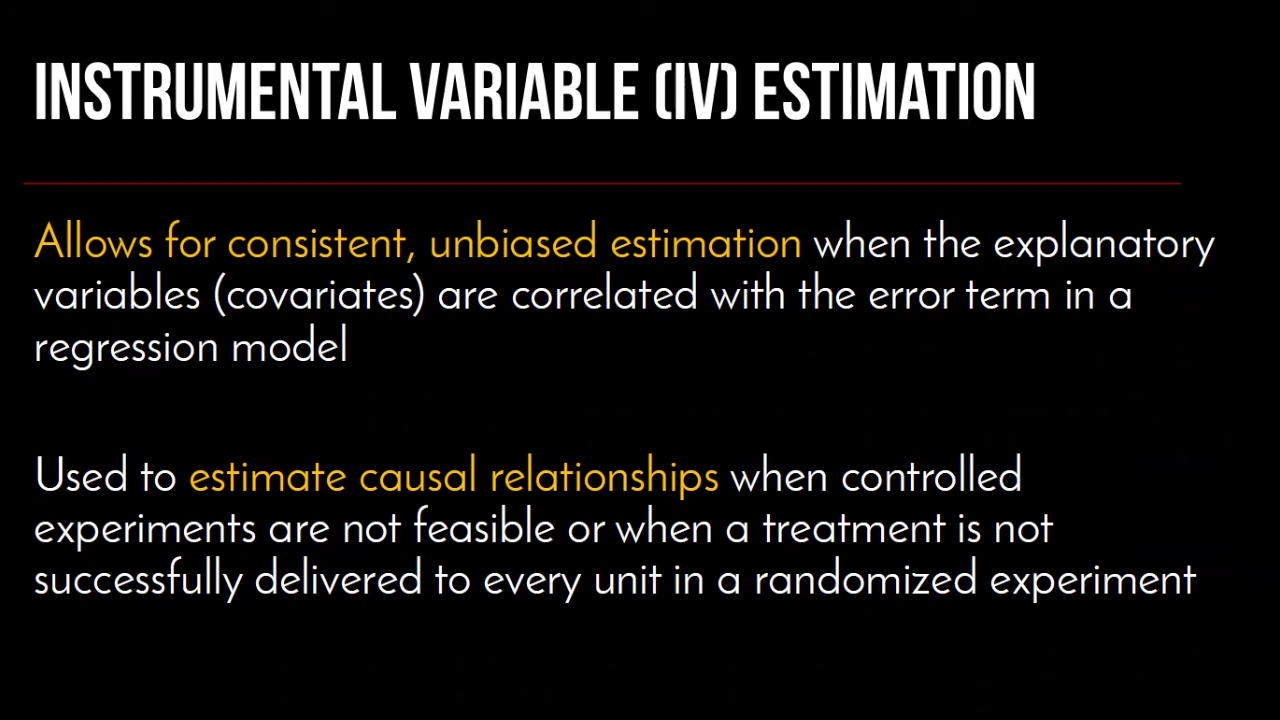 INSTRUMENTAL VARIABLE (IV) ESTIMATION
Allows for consistent, unbiased estimation when the explanatory
variables (covariates) are correlated with the error term in a
regression model
Used to estimate causal relationships when controlled
experiments are not feasible or when a treatment is not
successfully delivered to every unit in a randomized experiment